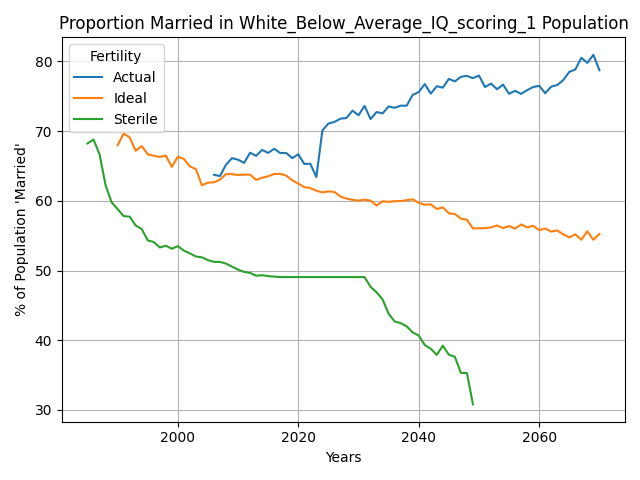 Proportion Married in White_Below_Average_IQ_scoring_1 Population
Fertility
Actual
Ideal
Sterile
% of Population 'Married'
80
70
60
50
40
30
2000
2020
2040
2060
Years